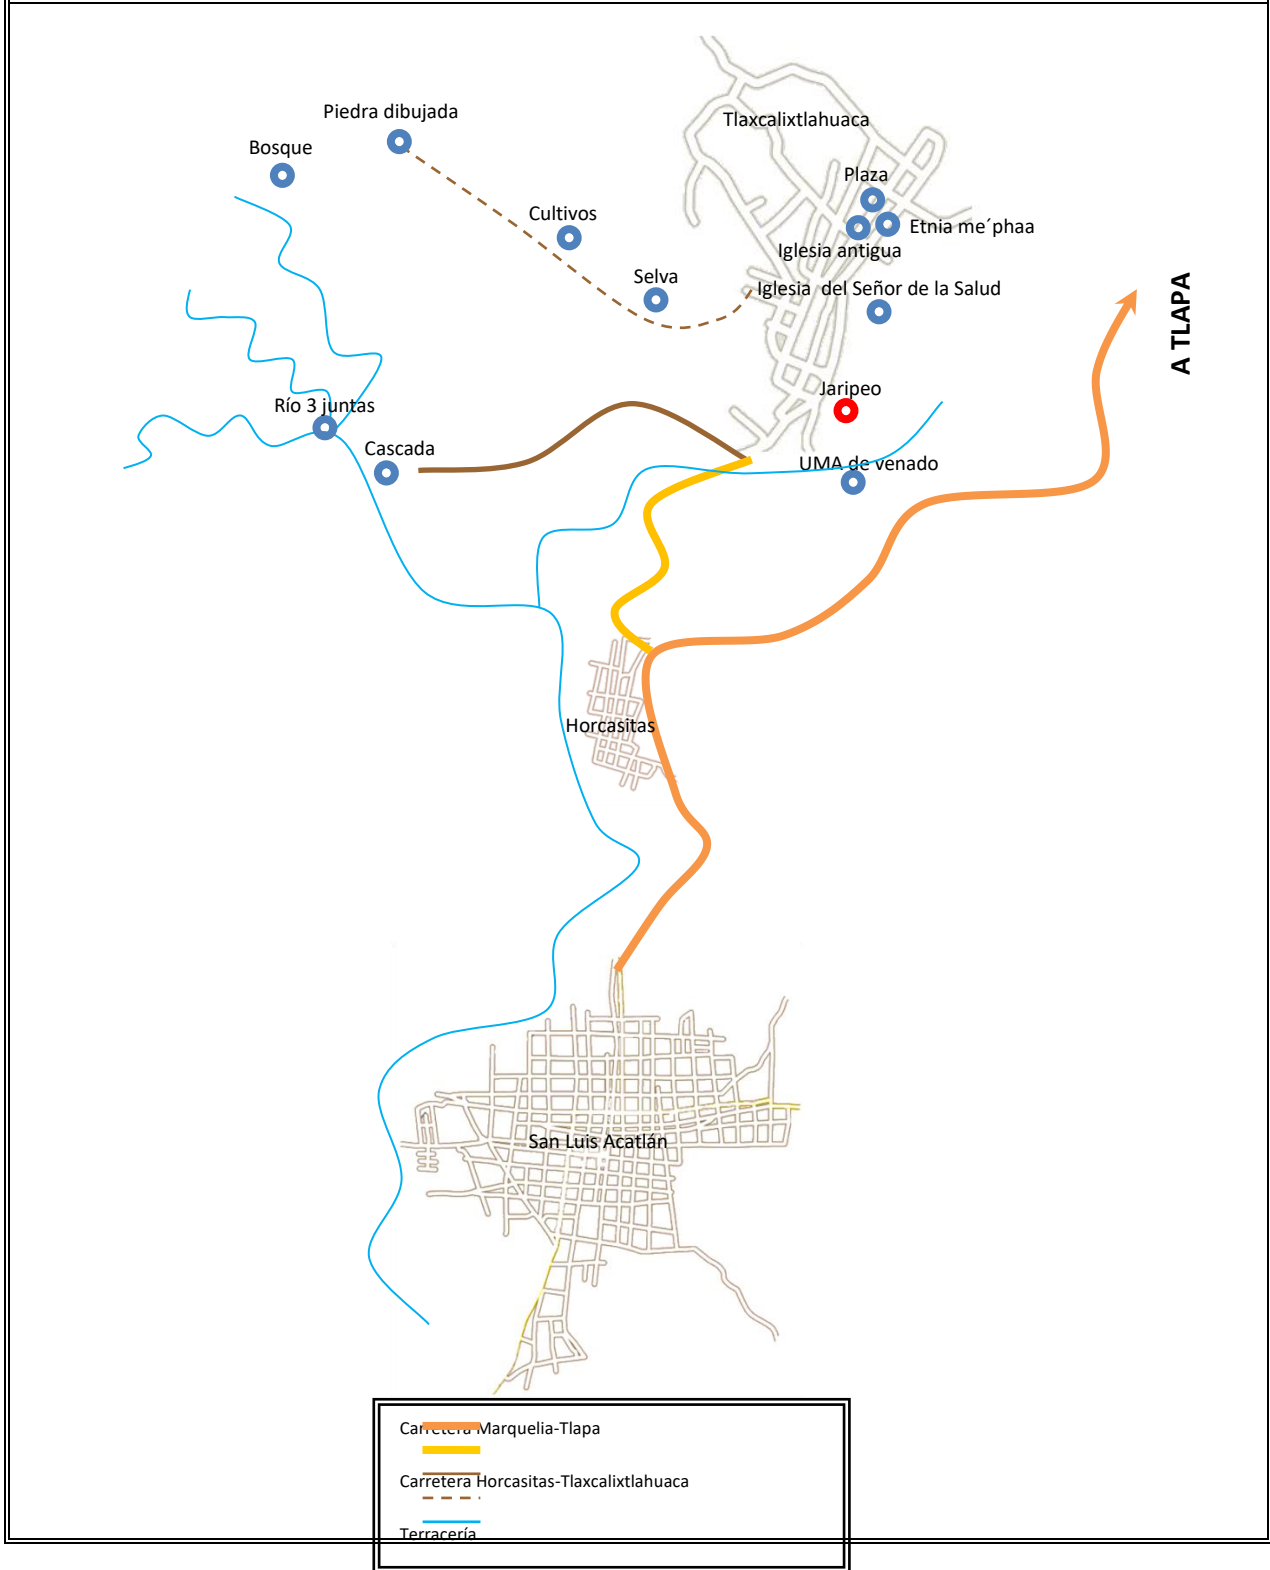 Piedra dibujada
Tlaxcalixtlahuaca
Bosque
Plaza
Cultivos
Etnia me´phaa
Iglesia antigua
Selva
Iglesia del Señor de la Salud
A TLAPA
Jaripeo
Río 3 juntas
Cascada
UMA de venado
Horcasitas
San Luis Acatlán
Carretera Marquelia-Tlapa
Carretera Horcasitas-Tlaxcalixtlahuaca
Terracería